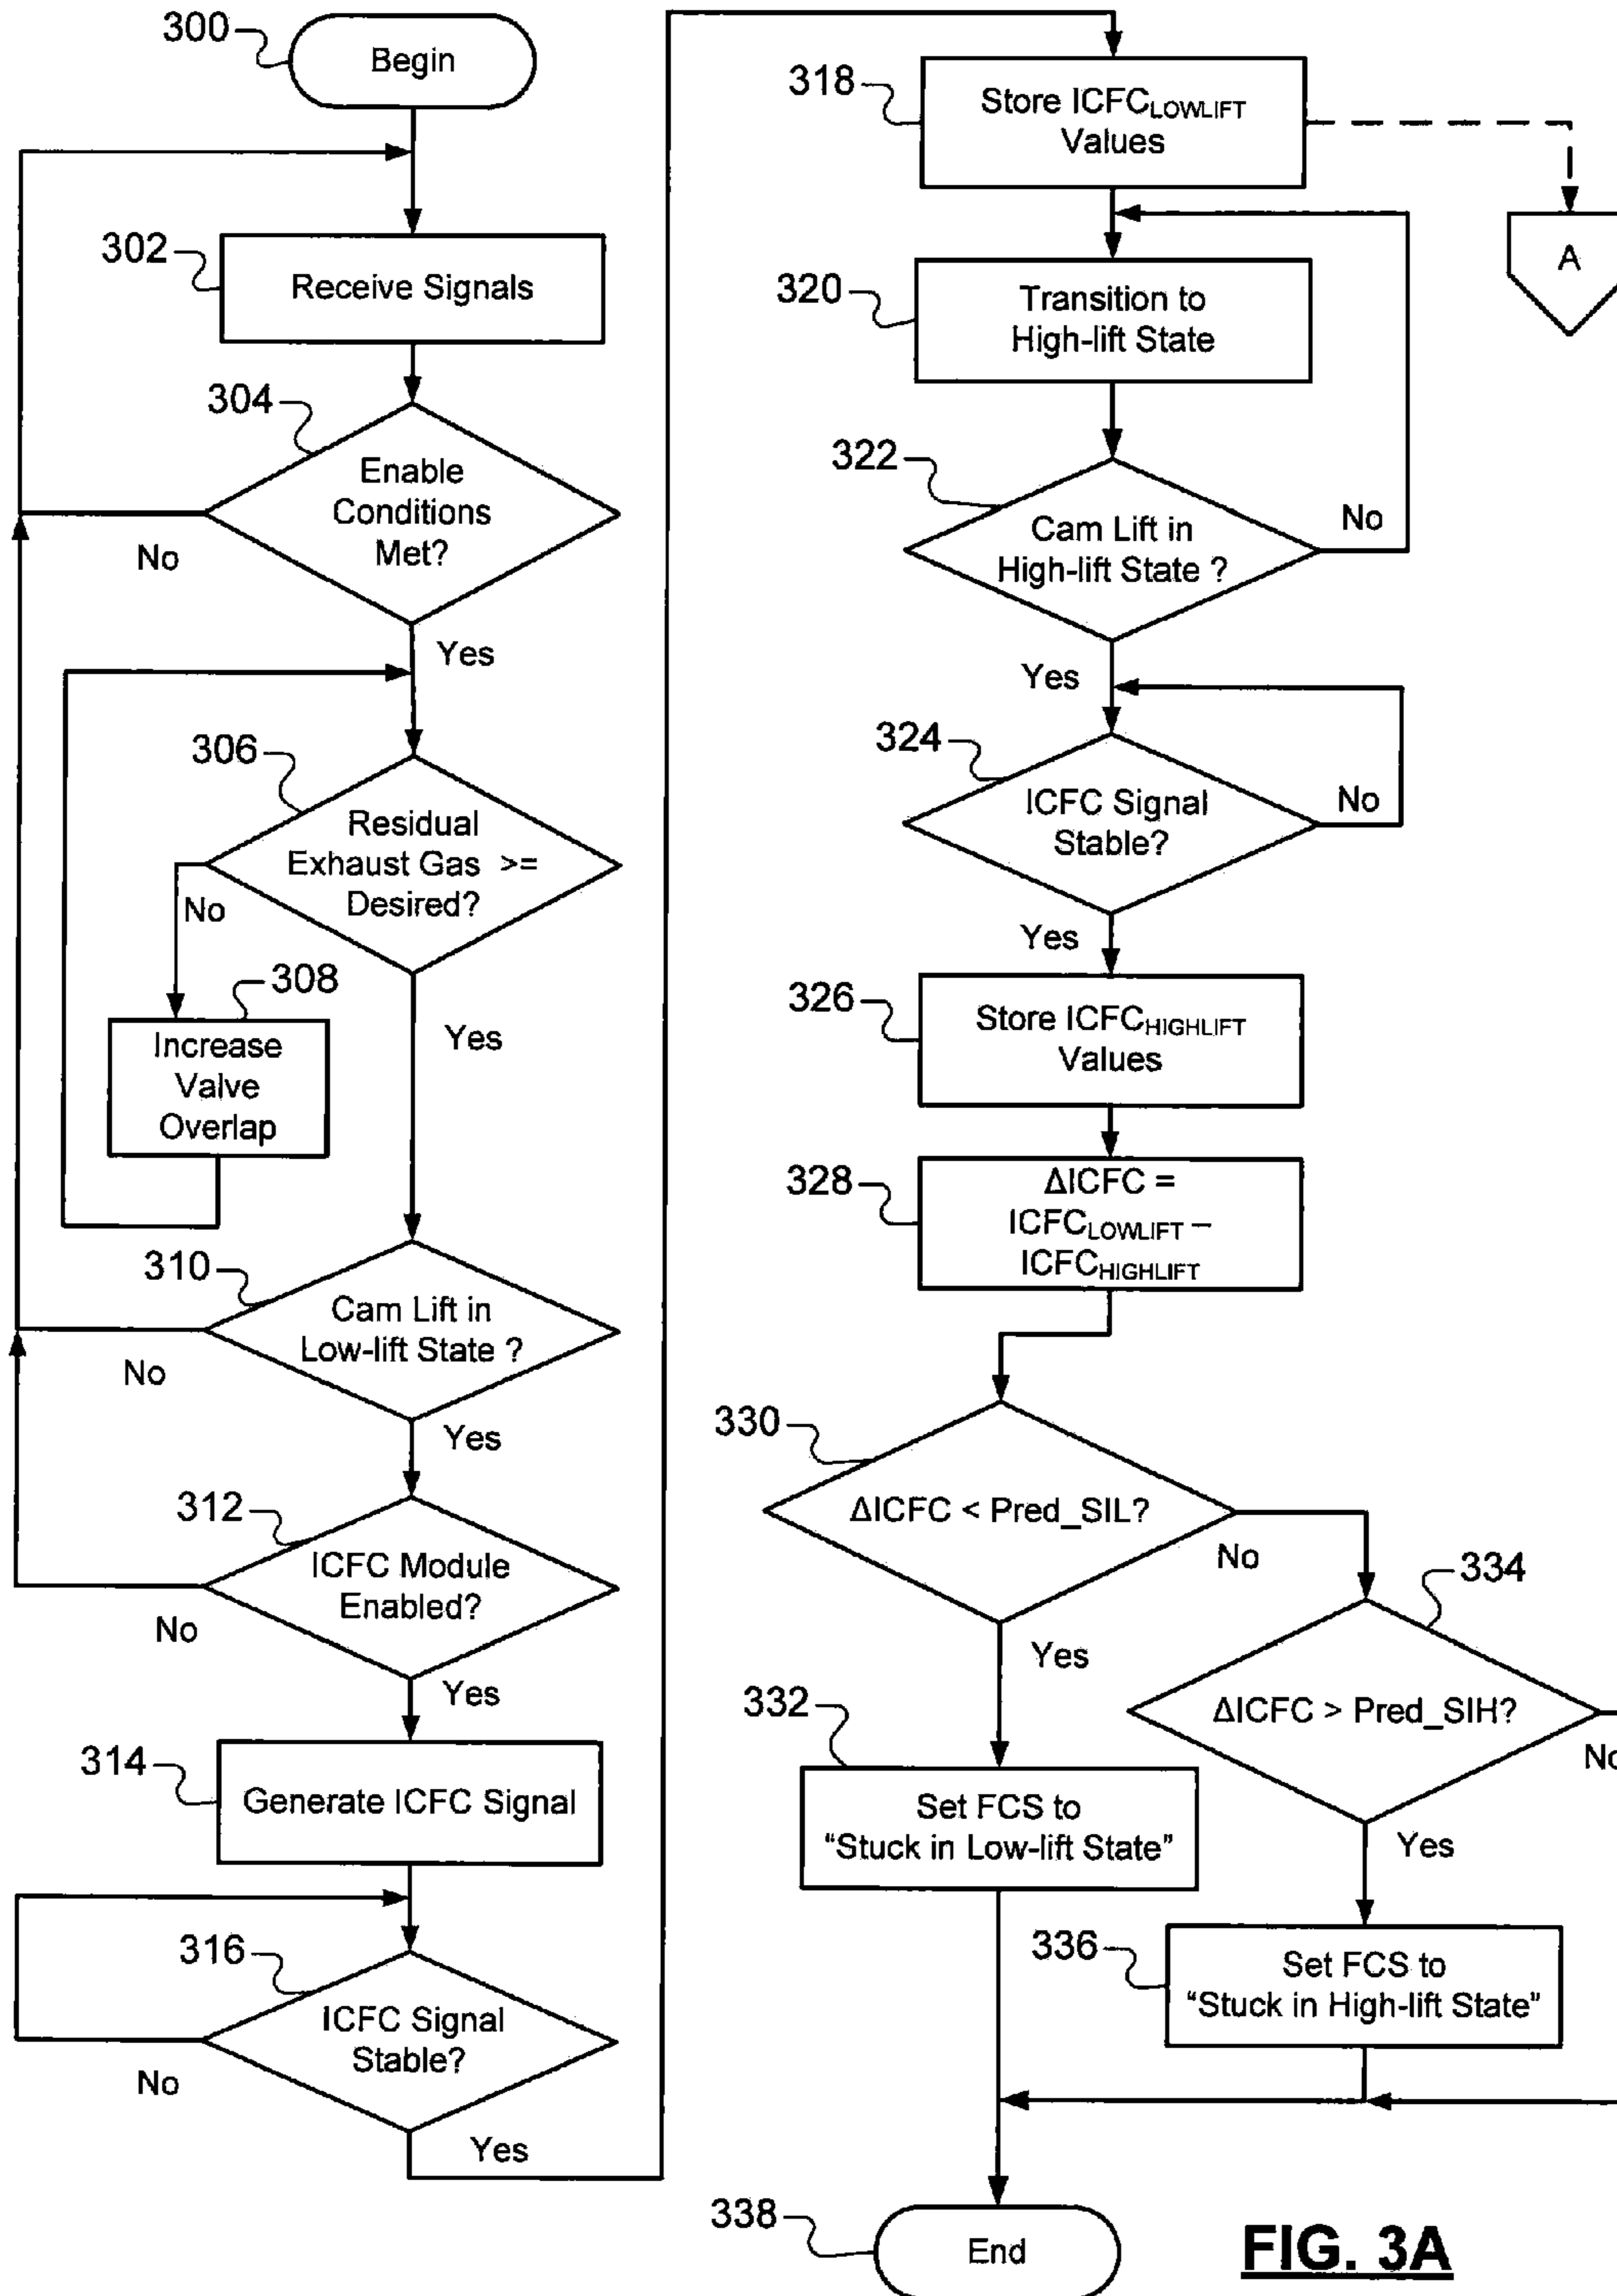 300
Begin
302
Receive Signals
304
Enable
Conditions
Met?
No
Yes
306
Residual
Exhaust Gas >=
Desired?
No
308
Increase
Valve
Overlap
Yes
310
Cam Lift in
Low-lift State ?
No
Yes
312
ICFC Module
Enabled?
No
Yes
314
Generate ICFC Signal
316
ICFC Signal
Stable?
No
Yes
318
Store ICFCLOWLIFT
Values
A
320
Transition to
High-lift State
322
Cam Lift in
High-lift State ?
No
Yes
324
ICFC Signal
Stable?
No
Yes
326
Store ICFCHIGHLIFT
Values
328
ΔICFC =
ICFCLOWLIFT –
ICFCHIGHLIFT
330
ΔICFC < Pred_SIL?
No
Yes
332
Set FCS to
“Stuck in Low-lift State”
334
ΔICFC > Pred_SIH?
No
Yes
336
Set FCS to
“Stuck in High-lift State”
338
End
FIG. 3A